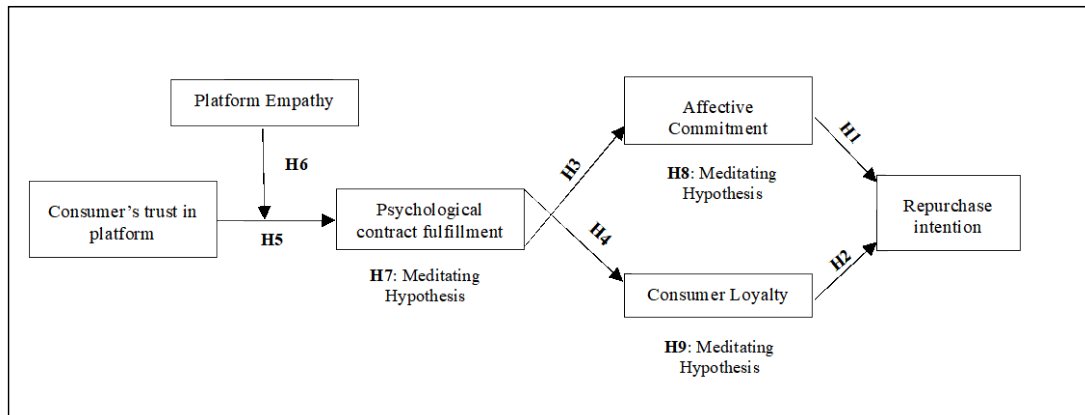 Platform Empathy
H6
Consumer's trust in
platform
H5
Psychological
contract fulfillment
H7: Meditating
Hypothesis
H3
H4
Affective
Commitment
H8: Meditating
Hypothesis
Consumer Loyalty
H9: Meditating
Hypothesis
H1
H2
Repurchase
intention